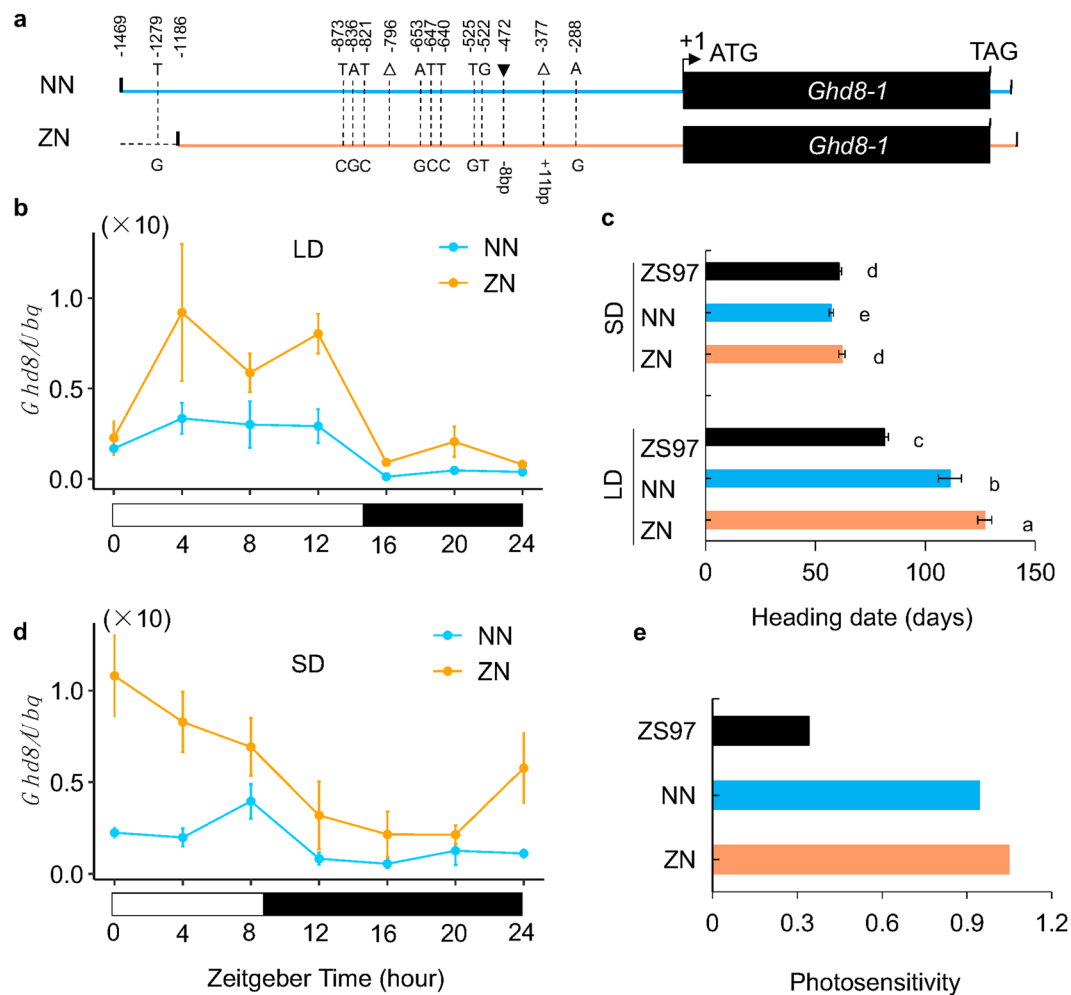 a
-1469 -1279 -1186 -873 -836 -821 -796 -653 -647 -640 -525 -522 -472 -377 -288
+1 ATG TAG
NN T T A T △ A T T T G ▼ △ A Ghd8-1
ZN Ghd8-1
G C G C G C C G T -8bp +11bp G
b
(×10)
LD
NN
ZN
Ghd8/Ubq
1.0
0.5
0.0
0 4 8 12 16 20 24
c
SD
ZS97 d
NN e
ZN d
LD
ZS97 c
NN b
ZN a
0 50 100 150
Heading date (days)
d
(×10)
SD
NN
ZN
Ghd8/Ubq
1.0
0.5
0.0
0 4 8 12 16 20 24
Zeitgeber Time (hour)
e
ZS97
NN
ZN
0 0.3 0.6 0.9 1.2
Photosensitivity